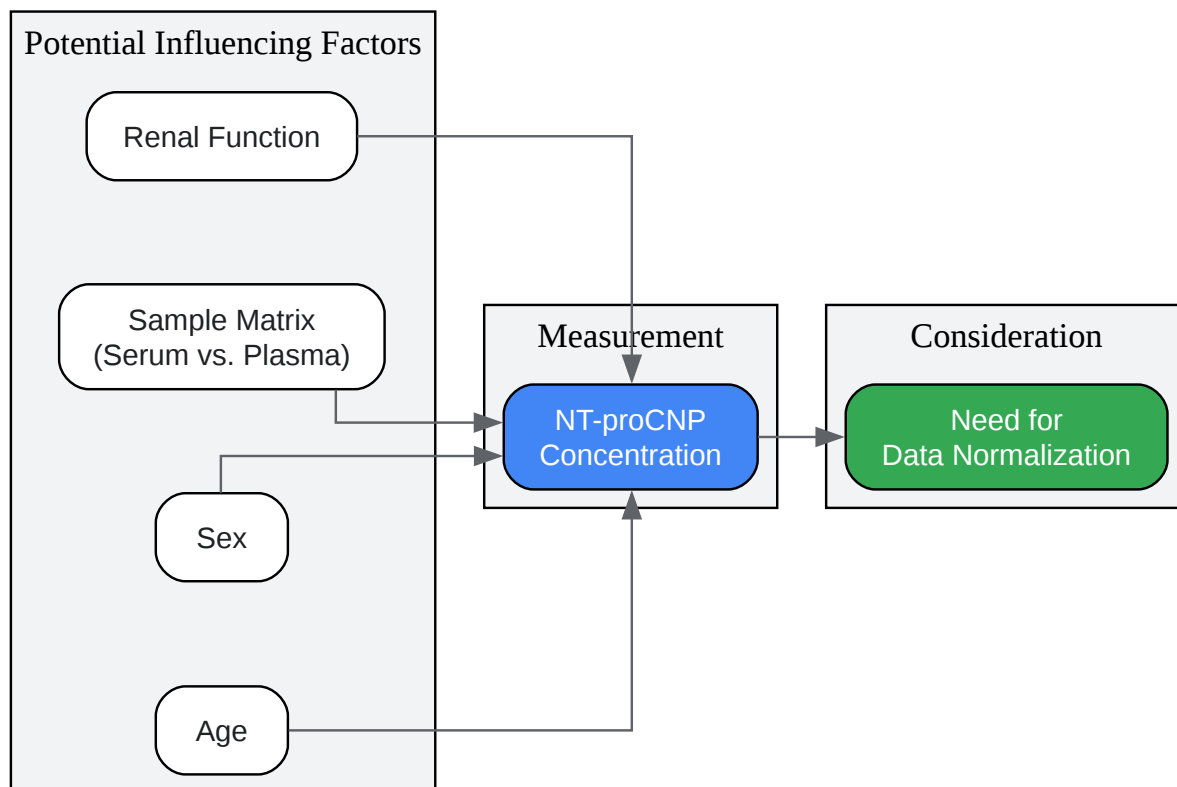 Potential Influencing Factors
Renal Function
Sample Matrix
(Serum vs. Plasma)
Sex
Age
Measurement
NT-proCNP
Concentration
Consideration
Need for
Data Normalization